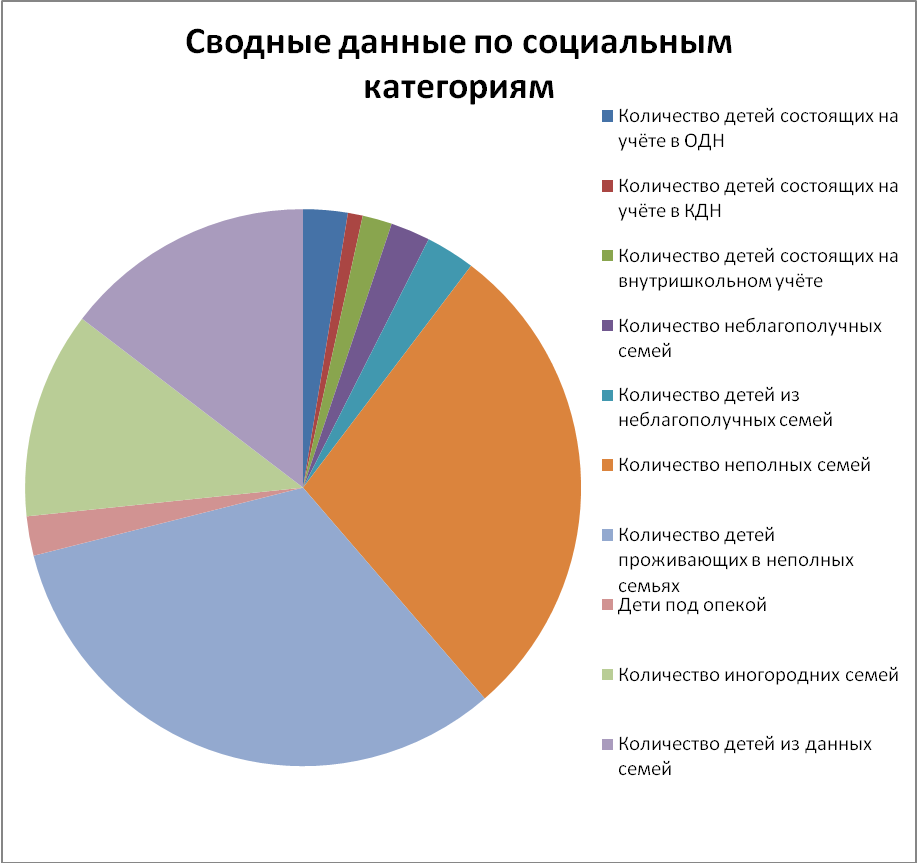 Сводные данные по социальным
категориям
Количество детей состоящих на
учёте в ОДН
Количество детей состоящих на
учёте в КДН
Количество детей состоящих на
внутришкольном учёте
Количество неблагополучных
семей
Количество детей из
неблагополучных семей
Количество неполных семей
Количество детей
проживающих в неполных
семьях
Дети под опекой
Количество иногородних семей
Количество детей из данных
семей